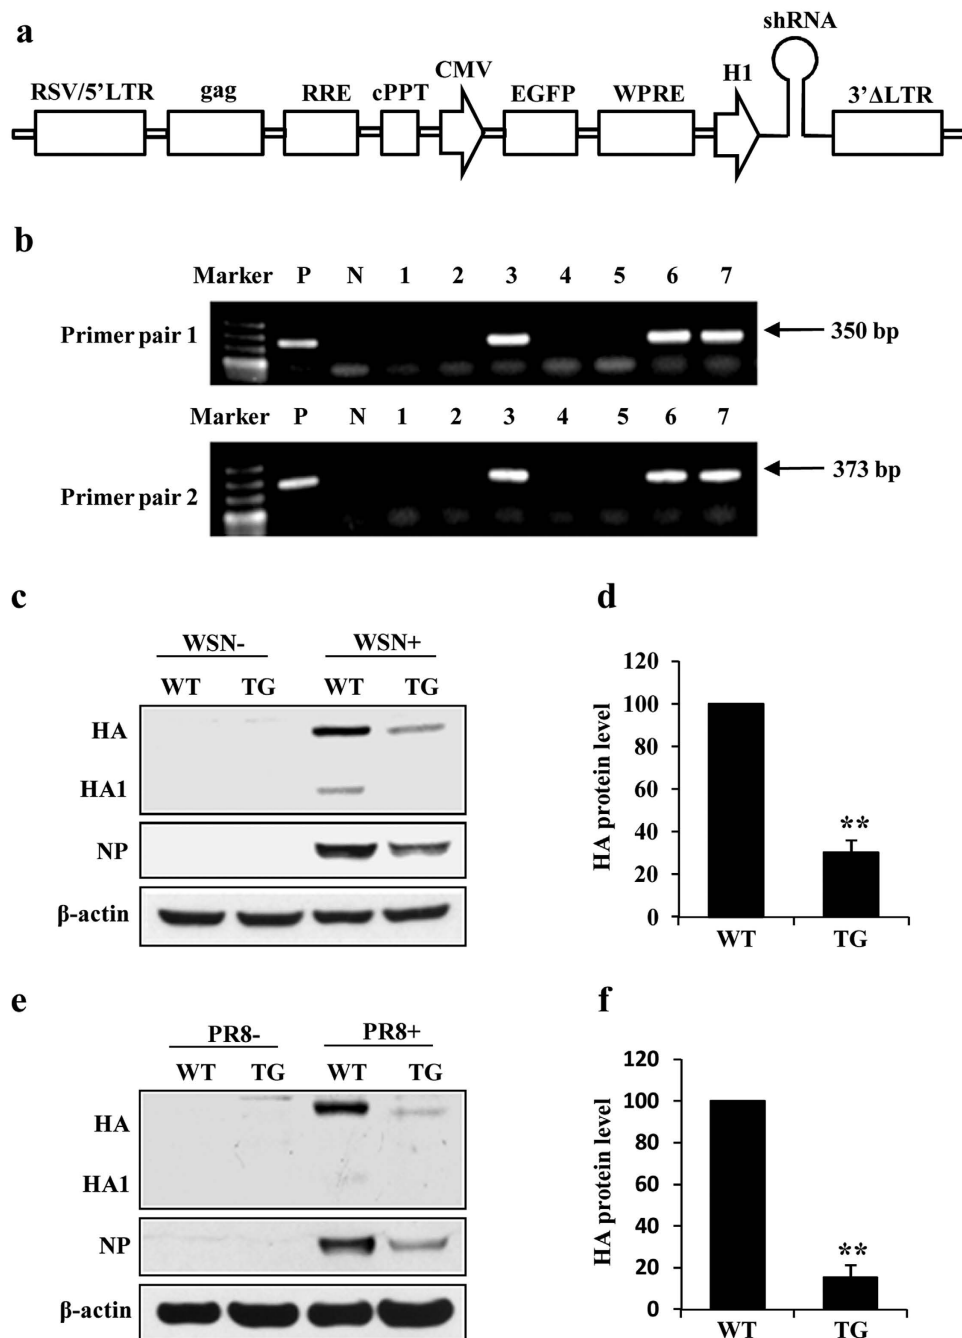 a
shRNA
RSV/5'LTR gag RRE cPPT CMV EGFP WPRE H1 3'ΔLTR
b
Marker P N 1 2 3 4 5 6 7
Primer pair 1
350 bp
Marker P N 1 2 3 4 5 6 7
Primer pair 2
373 bp
c
WSN- WSN+
WT TG WT TG
HA
HA1
NP
β-actin
d
HA protein level
120
100
80
60
40
20
0
**
WT TG
e
PR8- PR8+
WT TG WT TG
HA
HA1
NP
β-actin
f
HA protein level
120
100
80
60
40
20
0
**
WT TG